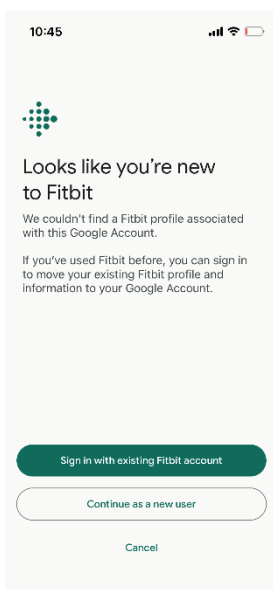 10:45
Looks like you're new
to Fitbit
We couldn't find a Fitbit profile associated
with this Google Account.
If you've used Fitbit before, you can sign in
to move your existing Fitbit profile and
information to your Google Account.
Sign in with existing Fitbit account
Continue as a new user
Cancel